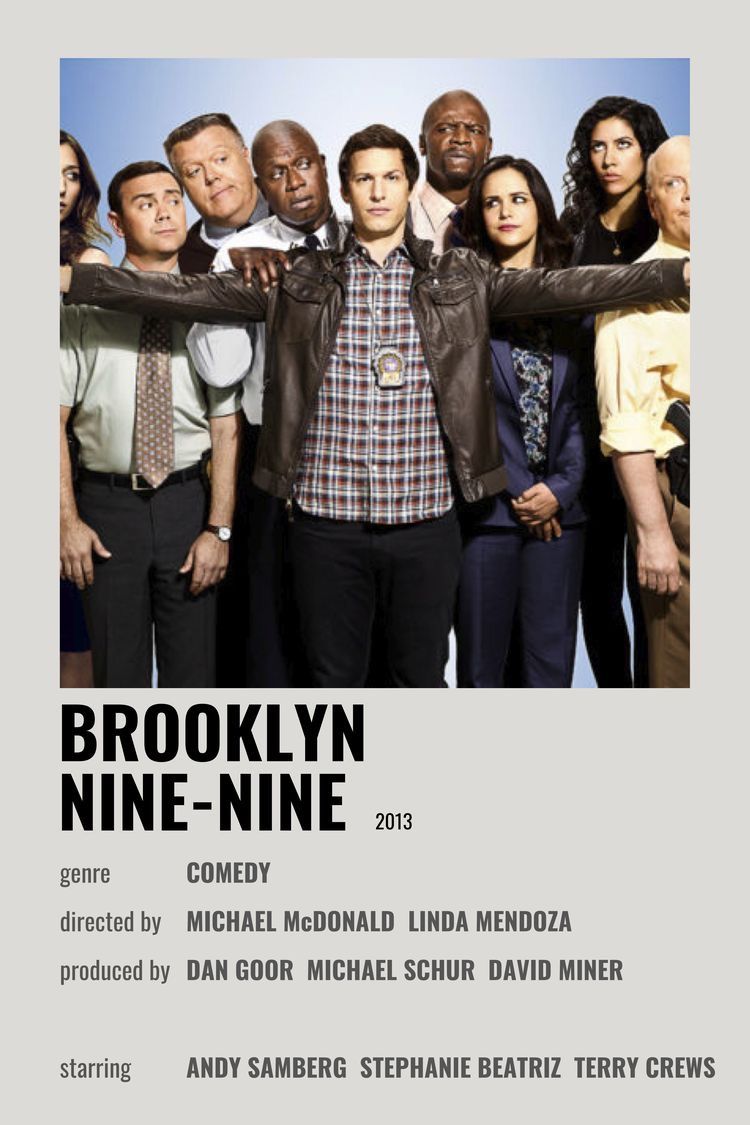 BROOKLYN
NINE-NINE 2013
genre COMEDY
directed by MICHAEL McDONALD LINDA MENDOZA
produced by DAN GOOR MICHAEL SCHUR DAVID MINER
starring ANDY SAMBERG STEPHANIE BEATRIZ TERRY CREWS